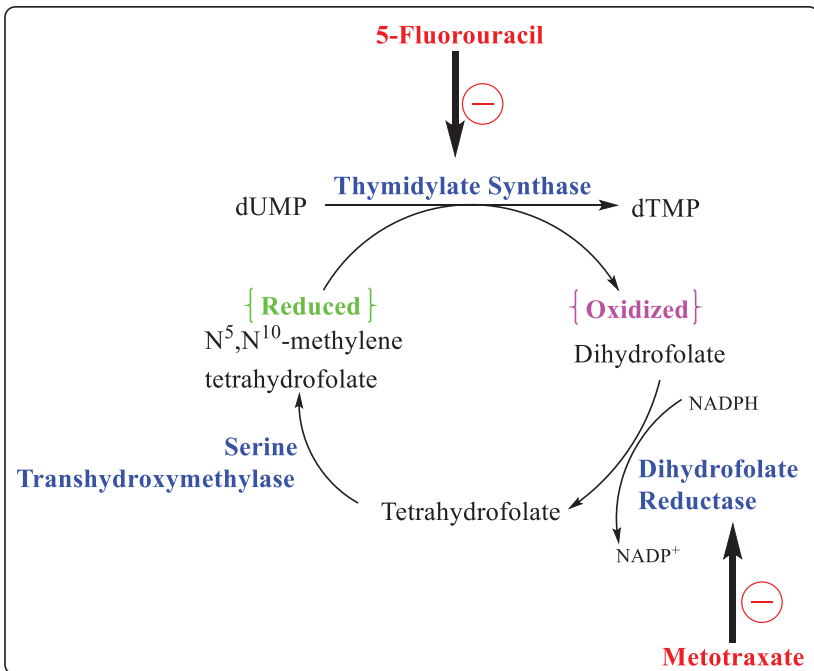 5-Fluorouracil
Thymidylate Synthase
dUMP
dTMP
{Reduced}
{Oxidized}
N⁵,N¹⁰-methylene
tetrahydrofolate
Dihydrofolate
NADPH
Serine
Transhydroxymethylase
Dihydrofolate
Reductase
Tetrahydrofolate
NADP⁺
Metotraxate